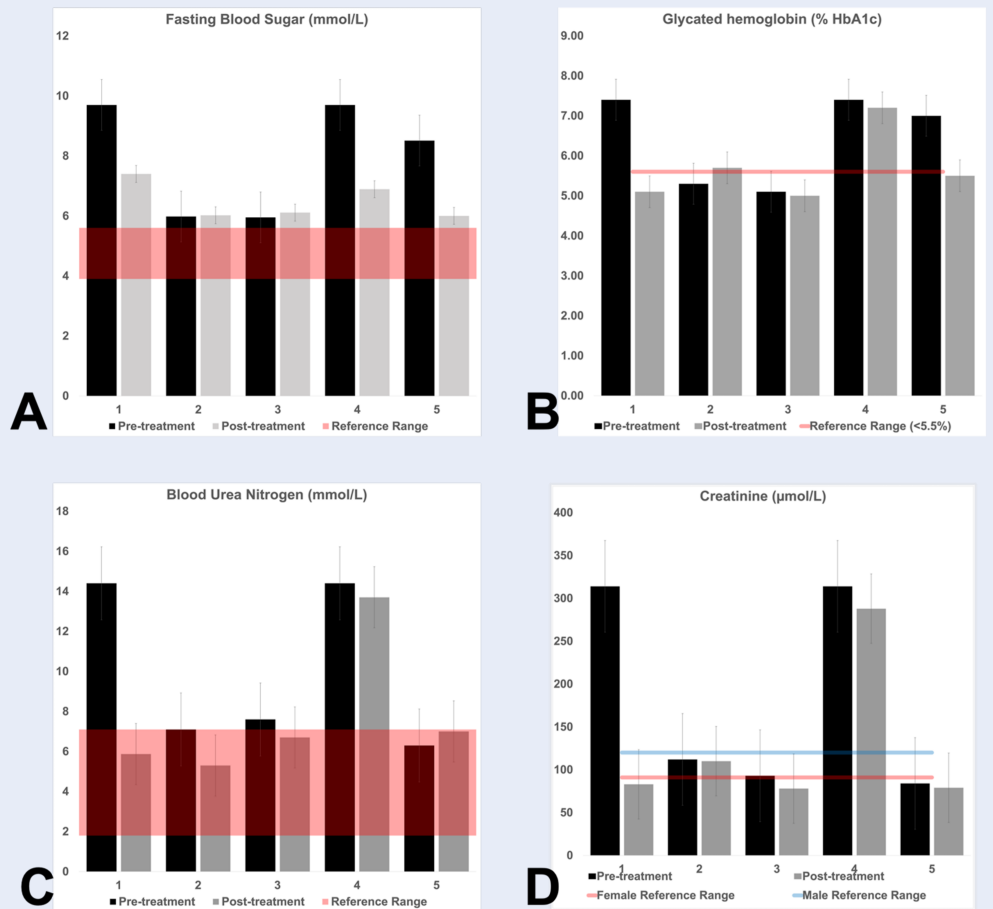 Fasting Blood Sugar (mmol/L)
12
10
8
6
4
2
0
1 2 3 4 5
Pre-treatment Post-treatment Reference Range
A
Glycated hemoglobin (% HbA1c)
9.00
8.00
7.00
6.00
5.00
4.00
3.00
2.00
1.00
0.00
1 2 3 4 5
Pre-treatment Post-treatment Reference Range (<5.5%)
B
Blood Urea Nitrogen (mmol/L)
18
16
14
12
10
8
6
4
2
0
1 2 3 4 5
Pre-treatment Post-treatment Reference Range
C
Creatinine (µmol/L)
400
350
300
250
200
150
100
50
0
1 2 3 4 5
Pre-treatment Post-treatment
Female Reference Range Male Reference Range
D